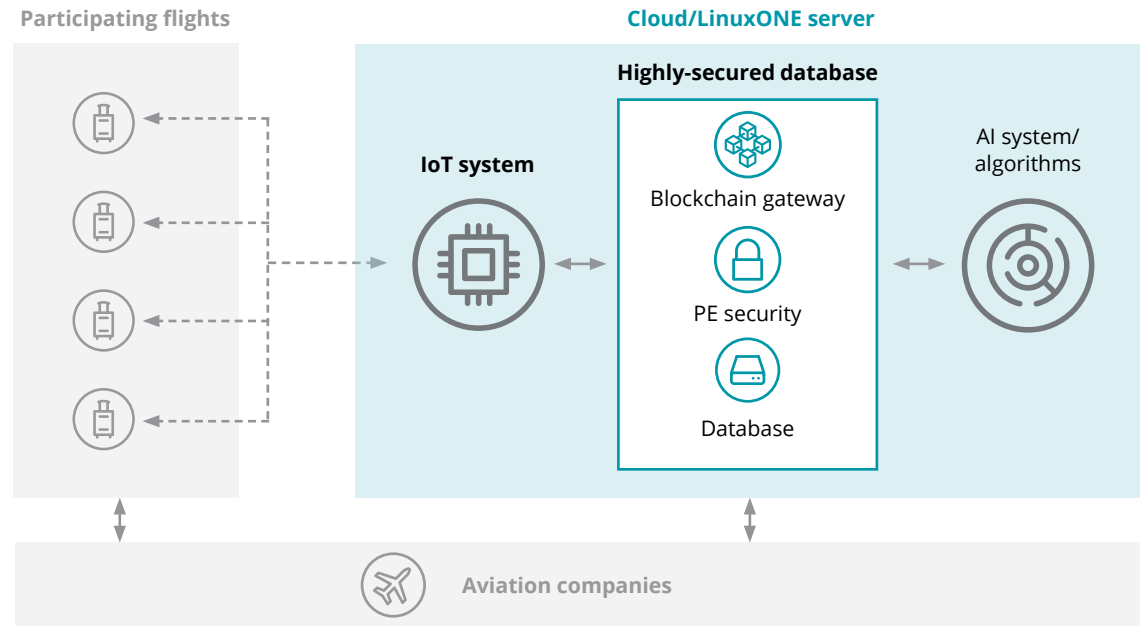 Participating flights
Cloud/LinuxONE server
Highly-secured database
IoT system
Blockchain gateway
PE security
Database
AI system/
algorithms
Aviation companies